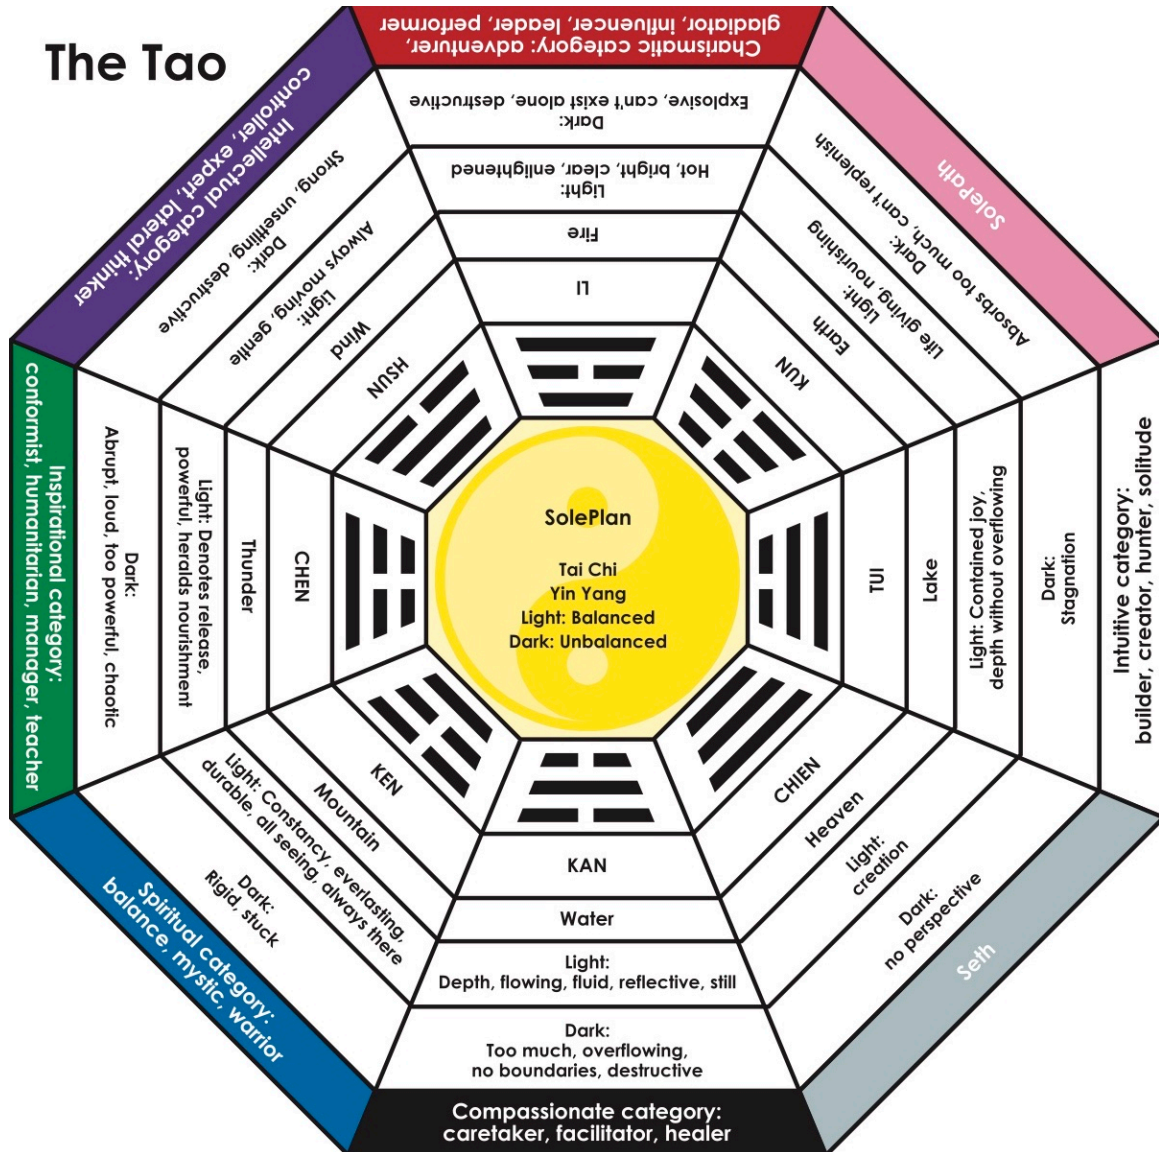 The Tao
Charismatic category: adventurer,
gladiator, influencer, leader, performer
Dark:
Explosive, can't exist alone, destructive
Light:
Hot, bright, clear, enlightened
Fire
LI
SolePath
Dark:
Absorbs too much, can't replenish
Light:
Life giving, nourishing
Earth
KUN
Intuitive category:
builder, creator, hunter, solitude
Dark:
Stagnation
Light: Contained joy,
depth without overflowing
Lake
TUI
Seth
Dark:
no perspective
Light:
creation
Heaven
CHIEN
KAN
Water
Light:
Depth, flowing, fluid, reflective, still
Dark:
Too much, overflowing,
no boundaries, destructive
Compassionate category:
caretaker, facilitator, healer
KEN
Mountain
Light: Constancy, everlasting,
durable, all seeing, always there
Dark:
Rigid, stuck
Spiritual category:
balance, mystic, warrior
Inspirational category:
conformist, humanitarian, manager, teacher
Dark:
Abrupt, loud, too powerful, chaotic
Light: Denotes release,
powerful, heralds nourishment
Thunder
CHEN
Intellectual category:
controller, expert, lateral thinker
Dark:
Strong, unsettling, destructive
Light:
Always moving, gentle
Wind
HSUN
SolePlan
Tai Chi
Yin Yang
Light: Balanced
Dark: Unbalanced